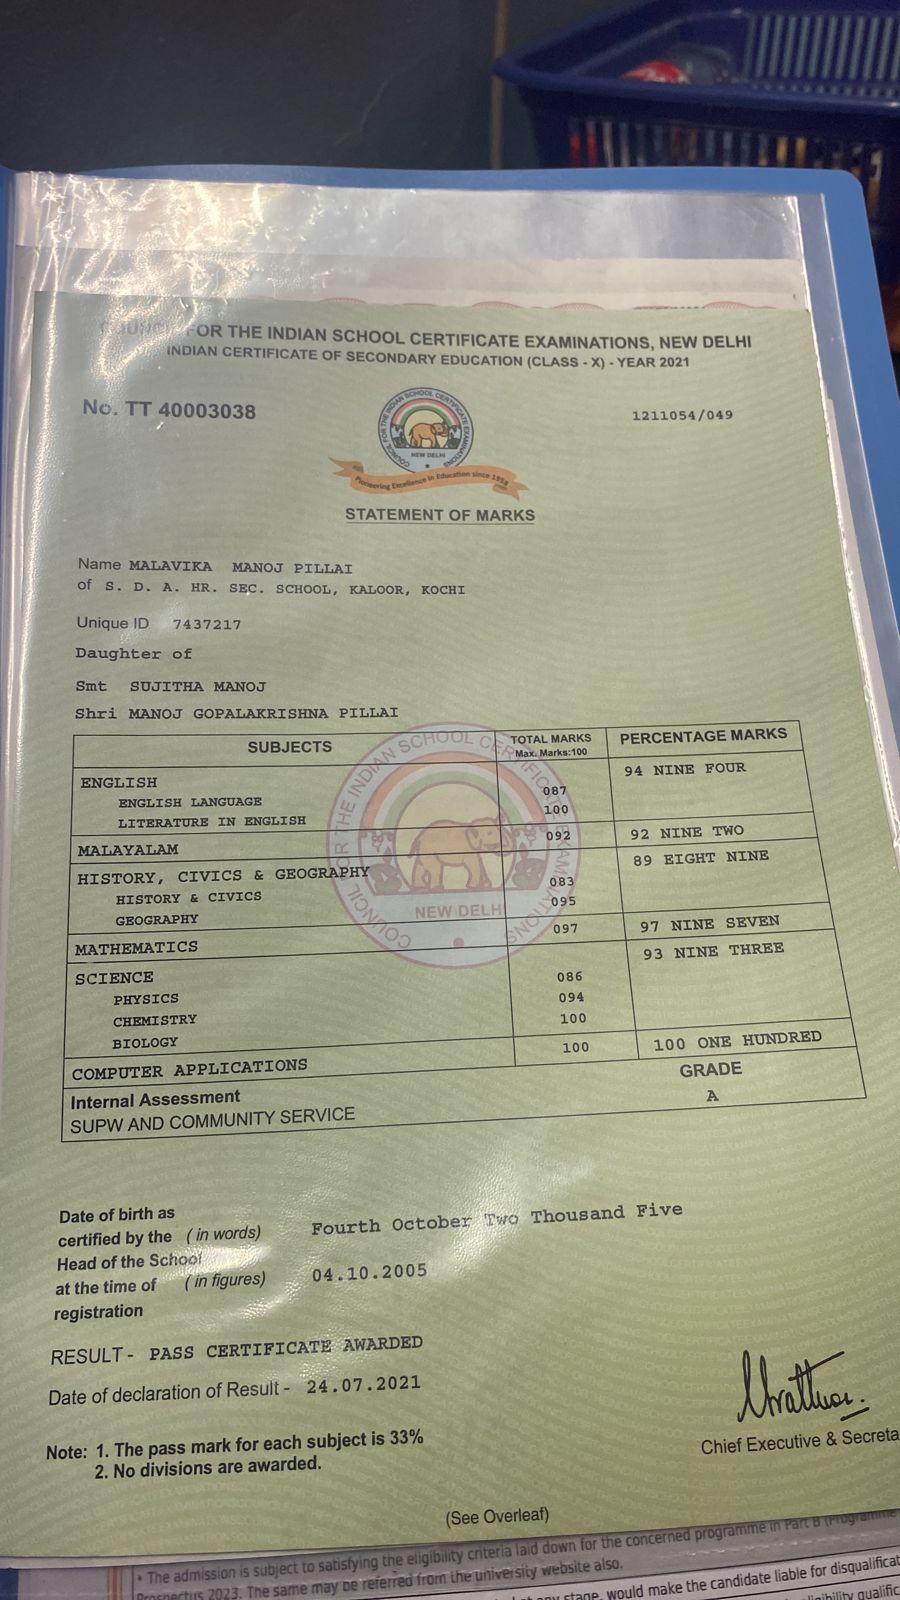 COUNCIL FOR THE INDIAN SCHOOL CERTIFICATE EXAMINATIONS, NEW DELHI
INDIAN CERTIFICATE OF SECONDARY EDUCATION (CLASS - X) - YEAR 2021
No. TT 40003038
1211054/049
COUNCIL FOR THE INDIAN SCHOOL CERTIFICATE EXAMINATIONS
NEW DELHI
Pioneering Excellence in Education since 1958
STATEMENT OF MARKS
Name MALAVIKA MANOJ PILLAI
of S. D. A. HR. SEC. SCHOOL, KALOOR, KOCHI
Unique ID 7437217
Daughter of
Smt SUJITHA MANOJ
Shri MANOJ GOPALAKRISHNA PILLAI
SUBJECTS TOTAL MARKS Max. Marks:100 PERCENTAGE MARKS
ENGLISH 94 NINE FOUR
ENGLISH LANGUAGE 087
LITERATURE IN ENGLISH 100
MALAYALAM 092 92 NINE TWO
HISTORY, CIVICS & GEOGRAPHY 89 EIGHT NINE
HISTORY & CIVICS 083
GEOGRAPHY 095
MATHEMATICS 097 97 NINE SEVEN
SCIENCE 93 NINE THREE
PHYSICS 086
CHEMISTRY 094
BIOLOGY 100
COMPUTER APPLICATIONS 100 100 ONE HUNDRED
Internal Assessment GRADE
SUPW AND COMMUNITY SERVICE A
COUNCIL FOR THE INDIAN SCHOOL CERTIFICATE EXAMINATIONS
NEW DELHI
Date of birth as
certified by the (in words) Fourth October Two Thousand Five
Head of the School
at the time of (in figures) 04.10.2005
registration
RESULT - PASS CERTIFICATE AWARDED
Date of declaration of Result - 24.07.2021
Chief Executive & Secreta
Note: 1. The pass mark for each subject is 33%
2. No divisions are awarded.
(See Overleaf)
• The admission is subject to satisfying the eligibility criteria laid down for the concerned programme in Part B (Programme
Prospectus 2023. The same may be referred from the university website also.
stage, would make the candidate liable for disqualificat